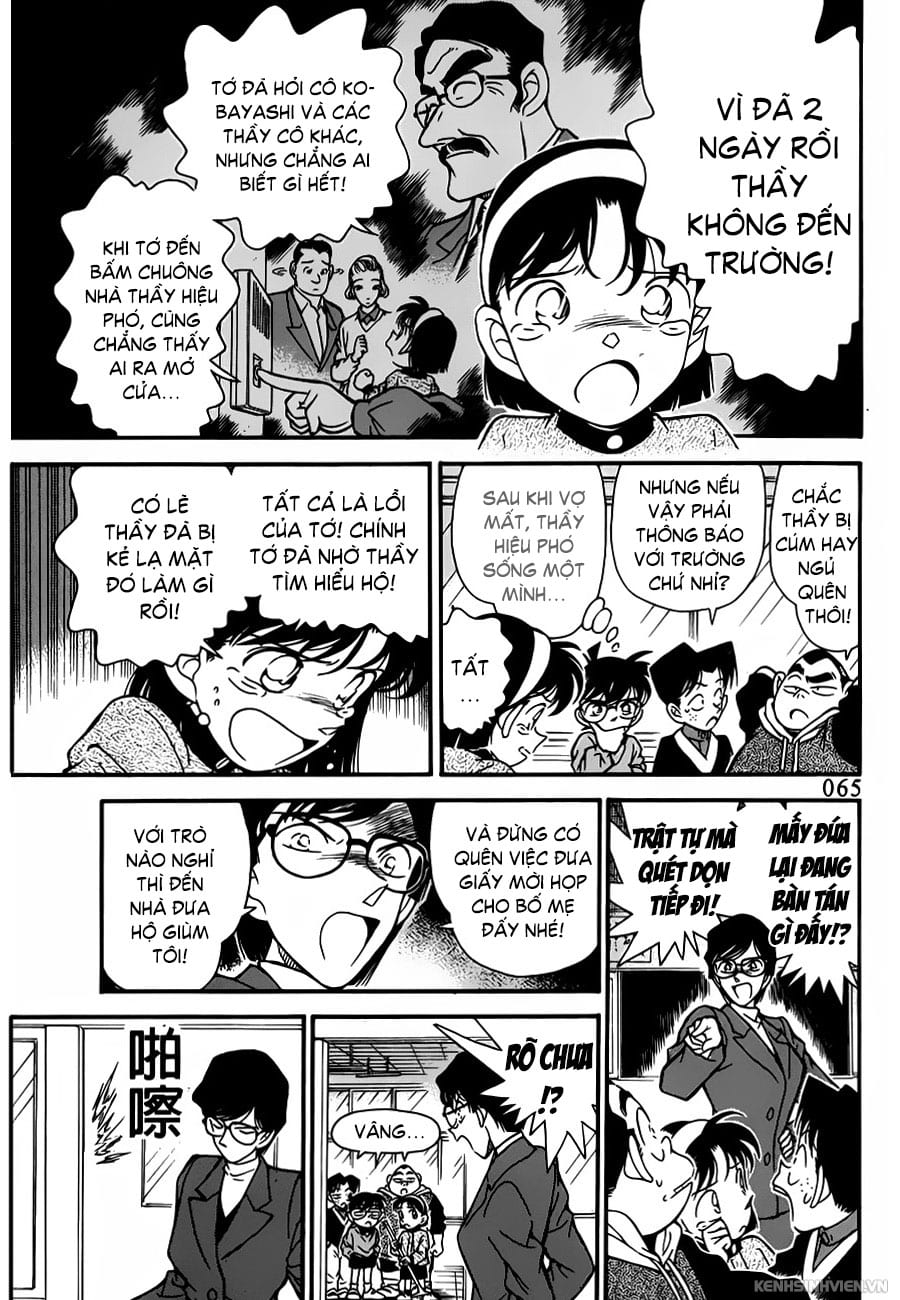 VÌ ĐÃ 2
NGÀY RỒI
THẦY
KHÔNG ĐẾN
TRƯỜNG!
TỚ ĐÃ HỎI CÔ KO-
BAYASHI VÀ CÁC
THẦY CÔ KHÁC,
NHƯNG CHẲNG AI
BIẾT GÌ HẾT!
KHI TỚ ĐẾN
BẤM CHUÔNG
NHÀ THẦY HIỆU
PHÓ, CŨNG
CHẲNG THẤY
AI RA MỞ
CỬA...
CHẮC
THẦY BỊ
CÚM HAY
NGỦ
QUÊN
THÔI!
NHƯNG NẾU
VẬY PHẢI
THÔNG BÁO
VỚI TRƯỜNG
CHỨ NHỈ?
SAU KHI VỢ
MẤT, THẦY
HIỆU PHÓ
SỐNG MỘT
MÌNH...
TẤT ...
TẤT CẢ LÀ LỖI
CỦA TỚ! CHÍNH
TỚ ĐÃ NHỜ THẦY
TÌM HIỂU HỘ!
CÓ LẼ
THẦY ĐÃ BỊ
KẺ LẠ MẶT
ĐÓ LÀM GÌ
RỒI!
065
MẤY ĐỨA
LẠI ĐANG
BÀN TÁN
GÌ ĐẤY!?
TRẬT TỰ MÀ
QUÉT DỌN
TIẾP ĐI!
VÀ ĐỪNG CÓ
QUÊN VIỆC ĐƯA
GIẤY MỜI HỌP
CHO BỐ MẸ
ĐẤY NHÉ!
VỚI TRÒ
NÀO NGHỈ
THÌ ĐẾN
NHÀ ĐƯA
HỘ GIÙM
TÔI!
RÕ CHƯA
!?
VÂNG...
啪
嚓
KENHSINHVIEN.VN